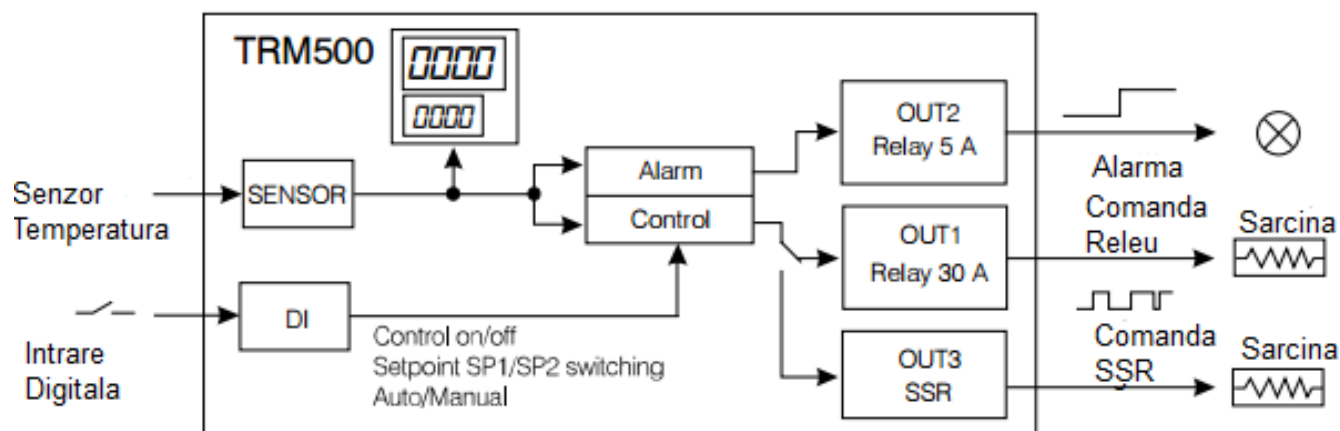 TRM500
0000
0000
Senzor
Temperatura
SENSOR
Alarm
Control
OUT2
Relay 5 A
Alarma
Comanda
Releu
OUT1
Relay 30 A
Sarcina
Intrare
Digitala
DI
Control on/off
Setpoint SP1/SP2 switching
Auto/Manual
OUT3
SSR
Comanda
SSR
Sarcina